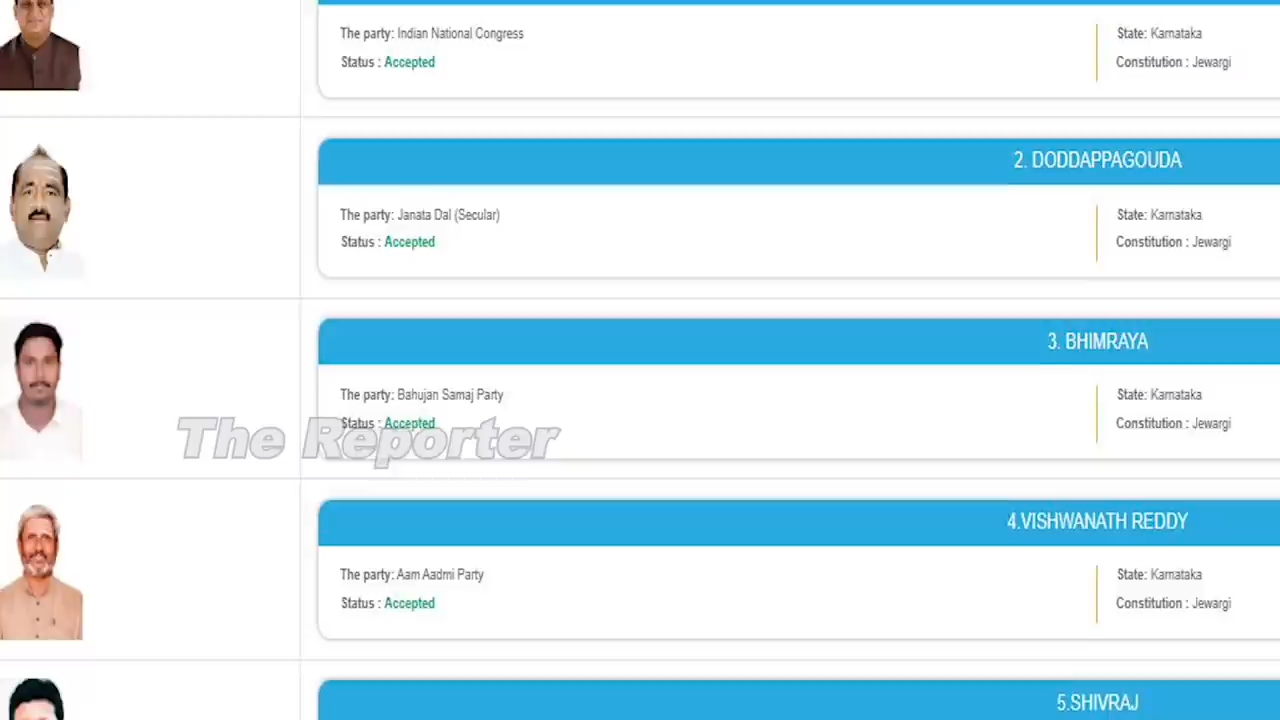 The party: Indian National Congress
State: Karnataka
Status : Accepted
Constitution : Jewargi
2. DODDAPPAGOUDA
The party: Janata Dal (Secular)
State: Karnataka
Status : Accepted
Constitution : Jewargi
3. BHIMRAYA
The party: Bahujan Samaj Party
State: Karnataka
Status : Accepted
Constitution : Jewargi
The Reporter
4.VISHWANATH REDDY
The party: Aam Aadmi Party
State: Karnataka
Status : Accepted
Constitution : Jewargi
5.SHIVRAJ